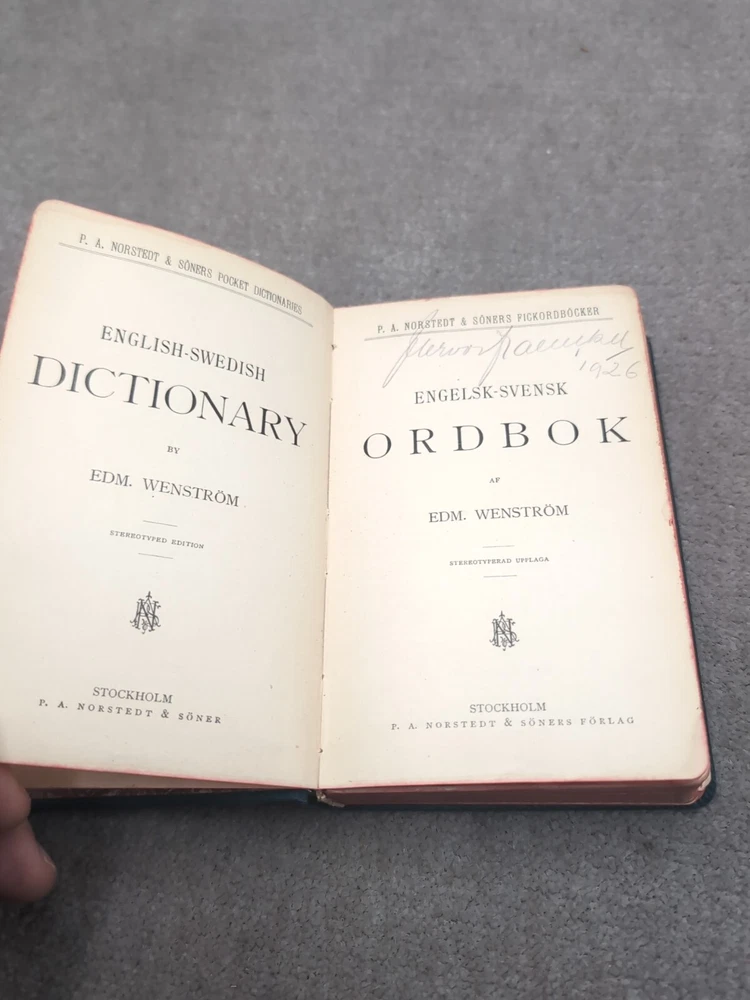 P. A. NORSTEDT & SÖNERS POCKET DICTIONARIES
ENGLISH-SWEDISH
DICTIONARY
BY
EDM. WENSTRÖM
STEREOTYPED EDITION
STOCKHOLM
P. A. NORSTEDT & SÖNER
P. A. NORSTEDT & SÖNERS FICKORDBÖCKER
1926
ENGELSK-SVENSK
ORDBOK
AF
EDM. WENSTRÖM
STEREOTYPERAD UPPLAGA
STOCKHOLM
P. A. NORSTEDT & SÖNERS FÖRLAG